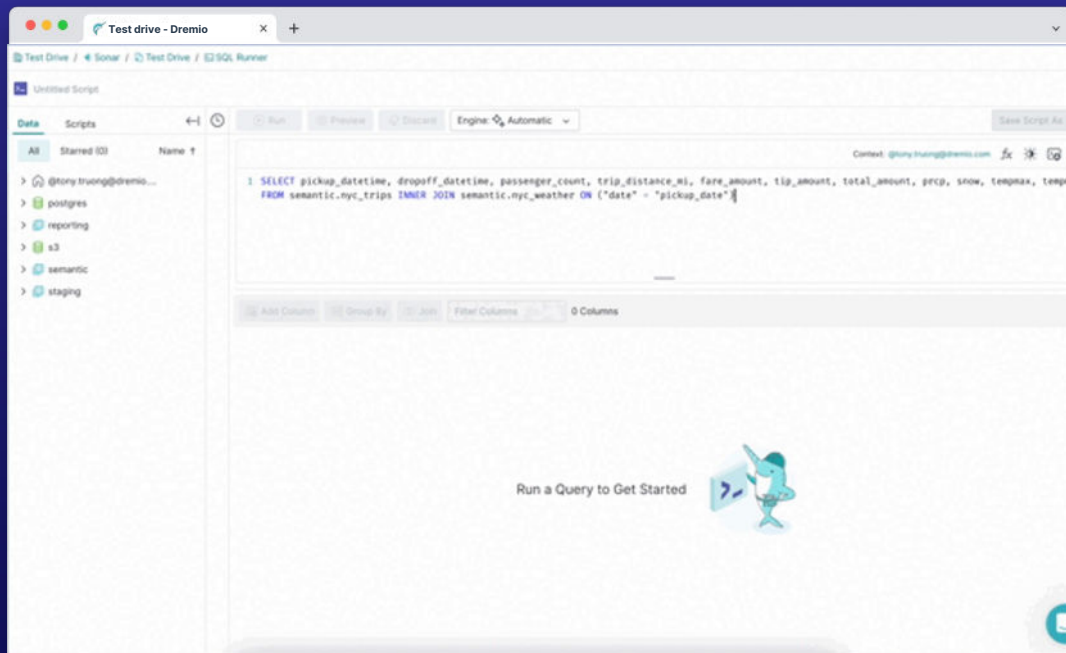 Test drive - Dremio
Test Drive / Sonar / Test Drive / SQL Runner
Untitled Script
Data Scripts
Run Preview Discard Engine: Automatic Save Script As
All Starred (0) Name ↑
Context: @tony.truong@dremio.com fx
@tony.truong@dremio....
postgres
reporting
s3
semantic
staging
1 SELECT pickup_datetime, dropoff_datetime, passenger_count, trip_distance_mi, fare_amount, tip_amount, total_amount, prcp, snow, tempmax, temp
FROM semantic.nyc_trips INNER JOIN semantic.nyc_weather ON ("date" = "pickup_date")
Add Column Group By Join Filter Columns 0 Columns
Run a Query to Get Started